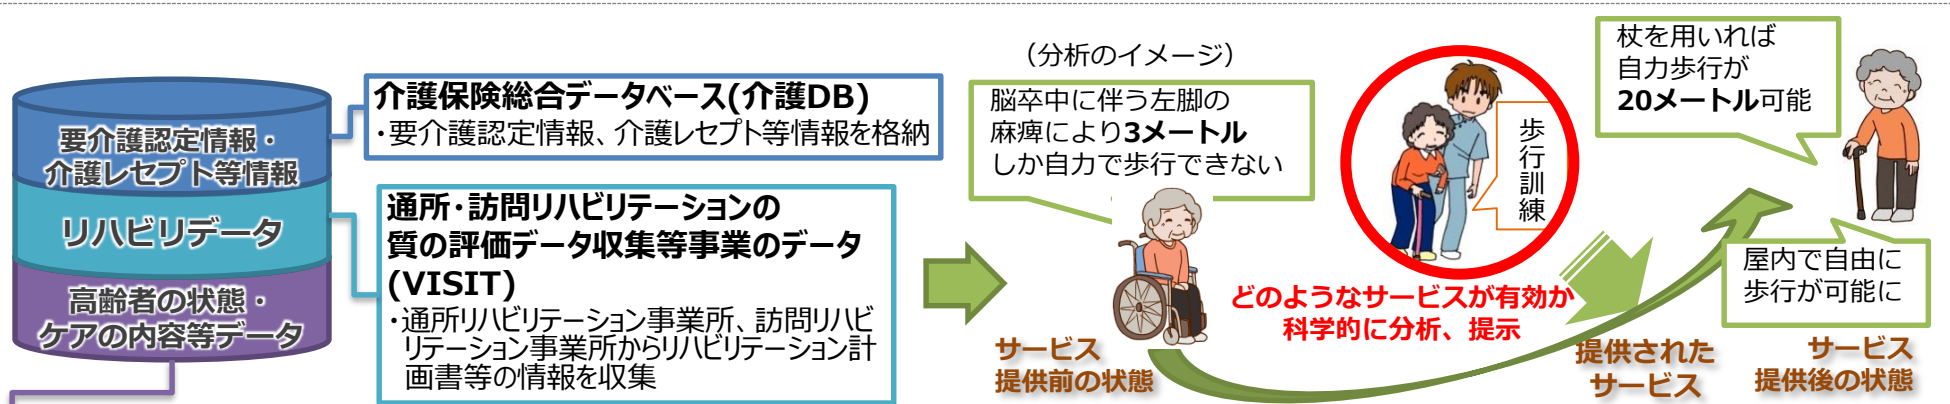 要介護認定情報・
介護レセプト等情報
リハビリデータ
高齢者の状態・
ケアの内容等データ
介護保険総合データベース(介護DB)
・要介護認定情報、介護レセプト等情報を格納
通所・訪問リハビリテーションの
質の評価データ収集等事業のデータ
(VISIT)
・通所リハビリテーション事業所、訪問リハビ
リテーション事業所からリハビリテーション計
画書等の情報を収集
（分析のイメージ）
脳卒中に伴う左脚の
麻痺により3メートル
しか自力で歩行できない
サービス
提供前の状態
歩行訓練
どのようなサービスが有効か
科学的に分析、提示
提供された
サービス
杖を用いれば
自力歩行が
20メートル可能
屋内で自由に
歩行が可能に
サービス
提供後の状態